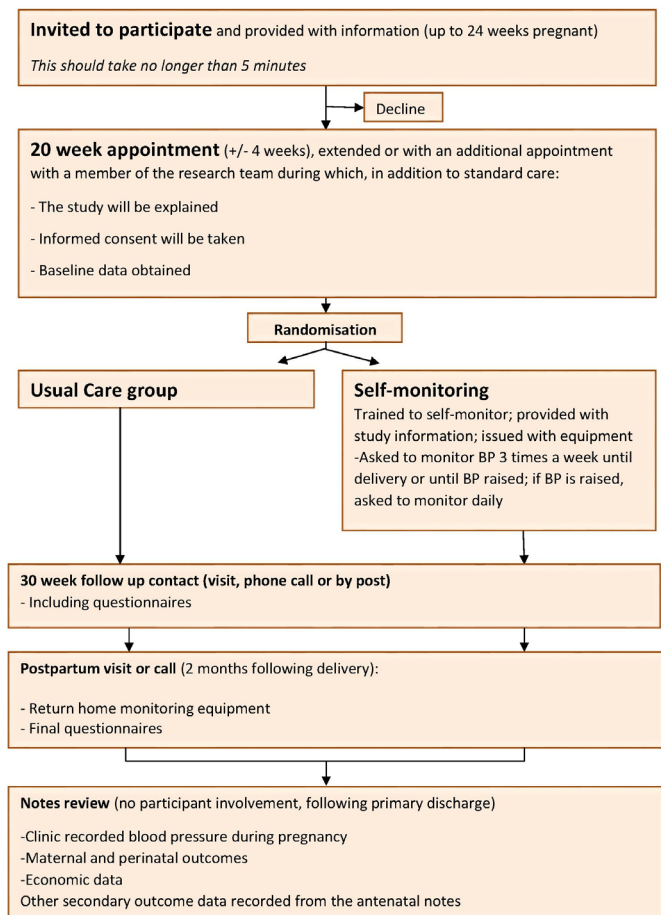 Invited to participate and provided with information (up to 24 weeks pregnant)
This should take no longer than 5 minutes
Decline
20 week appointment (+/- 4 weeks), extended or with an additional appointment
with a member of the research team during which, in addition to standard care:
- The study will be explained
- Informed consent will be taken
- Baseline data obtained
Randomisation
Usual Care group
Self-monitoring
Trained to self-monitor; provided with
study information; issued with equipment
-Asked to monitor BP 3 times a week until
delivery or until BP raised; if BP is raised,
asked to monitor daily
30 week follow up contact (visit, phone call or by post)
- Including questionnaires
Postpartum visit or call (2 months following delivery):
- Return home monitoring equipment
- Final questionnaires
Notes review (no participant involvement, following primary discharge)
-Clinic recorded blood pressure during pregnancy
-Maternal and perinatal outcomes
-Economic data
Other secondary outcome data recorded from the antenatal notes